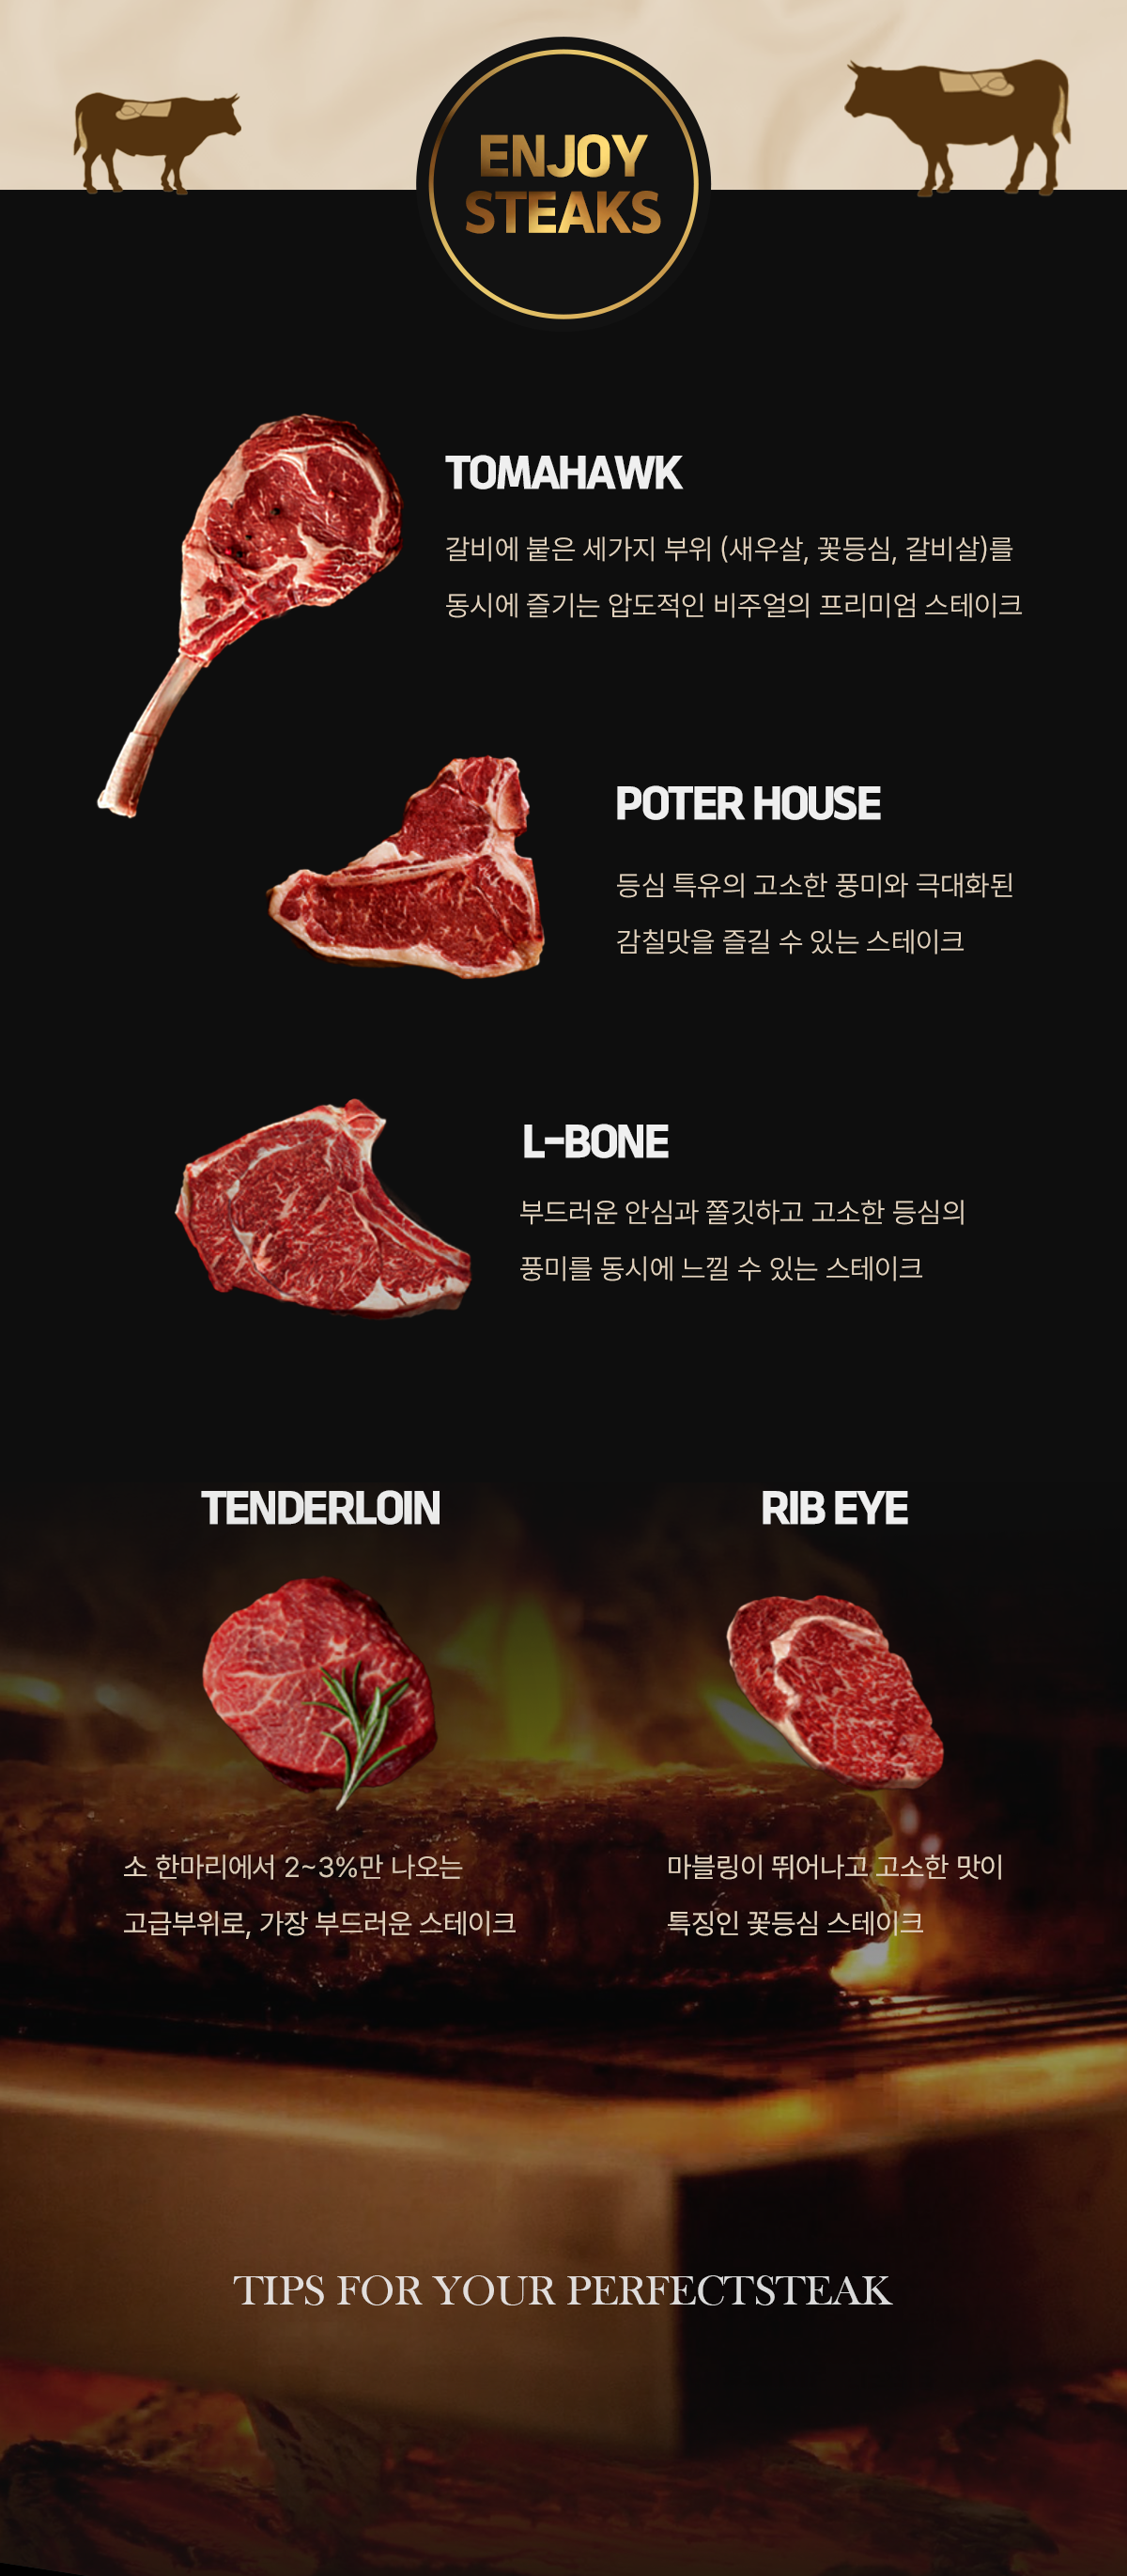 ENJOY
STEAKS
TOMAHAWK
갈비에 붙은 세가지 부위 (새우살, 꽃등심, 갈비살)를
동시에 즐기는 압도적인 비주얼의 프리미엄 스테이크
POTER HOUSE
등심 특유의 고소한 풍미와 극대화된
감칠맛을 즐길 수 있는 스테이크
L-BONE
부드러운 안심과 쫄깃하고 고소한 등심의
풍미를 동시에 느낄 수 있는 스테이크
TENDERLOIN
소 한마리에서 2~3%만 나오는
고급부위로, 가장 부드러운 스테이크
RIB EYE
마블링이 뛰어나고 고소한 맛이
특징인 꽃등심 스테이크
TIPS FOR YOUR PERFECTSTEAK